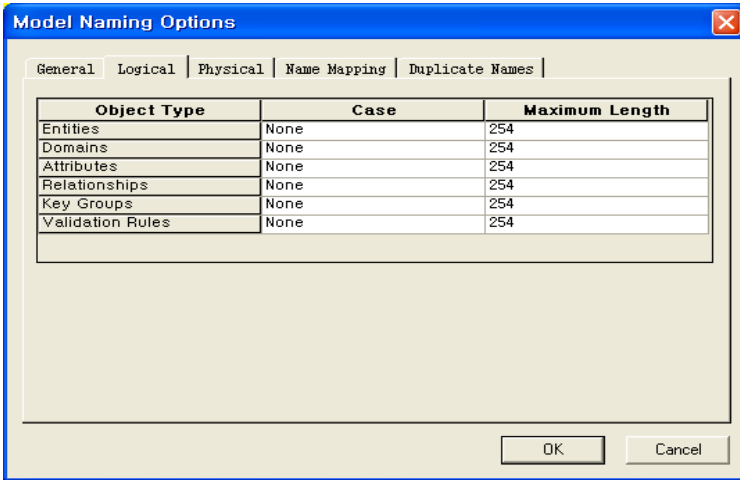 Model Naming Options
General Logical Physical Name Mapping Duplicate Names
Object Type Case Maximum Length
Entities None 254
Domains None 254
Attributes None 254
Relationships None 254
Key Groups None 254
Validation Rules None 254
OK Cancel